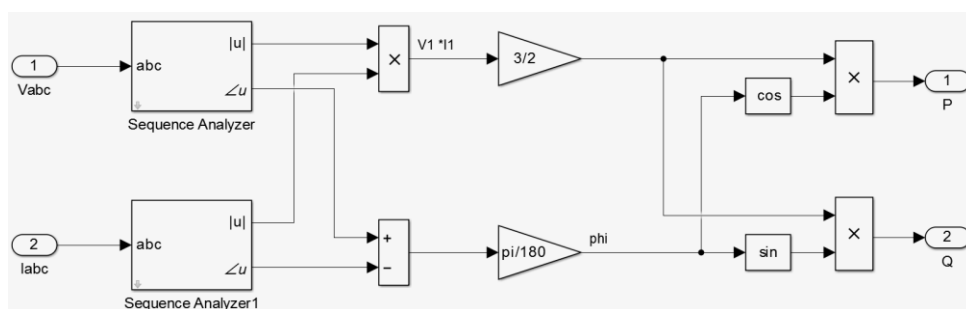 1
Vabc
abc
|u|
∠u
Sequence Analyzer
×
V1 *I1
3/2
cos
×
1
P
2
Iabc
abc
|u|
∠u
Sequence Analyzer1
+
−
pi/180
phi
sin
×
2
Q